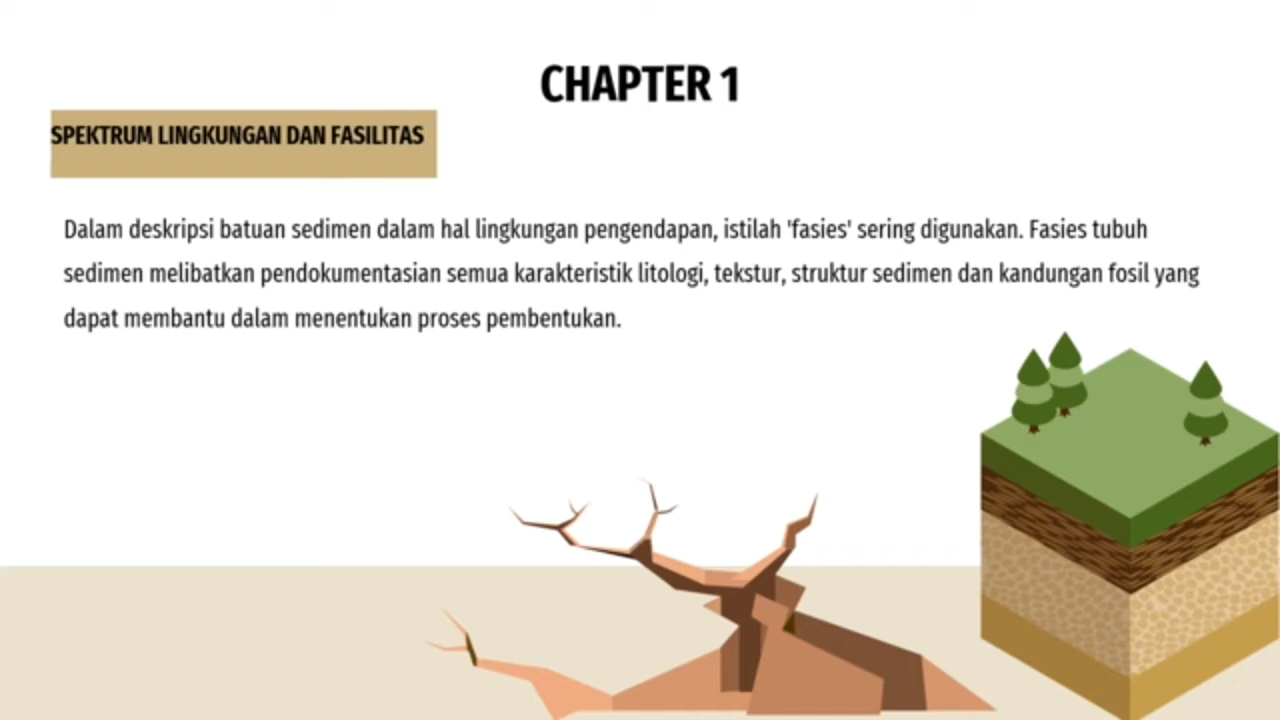 CHAPTER 1
SPEKTRUM LINGKUNGAN DAN FASILITAS
Dalam deskripsi batuan sedimen dalam hal lingkungan pengendapan, istilah 'fasies' sering digunakan. Fasies tubuh
sedimen melibatkan pendokumentasian semua karakteristik litologi, tekstur, struktur sedimen dan kandungan fosil yang
dapat membantu dalam menentukan proses pembentukan.